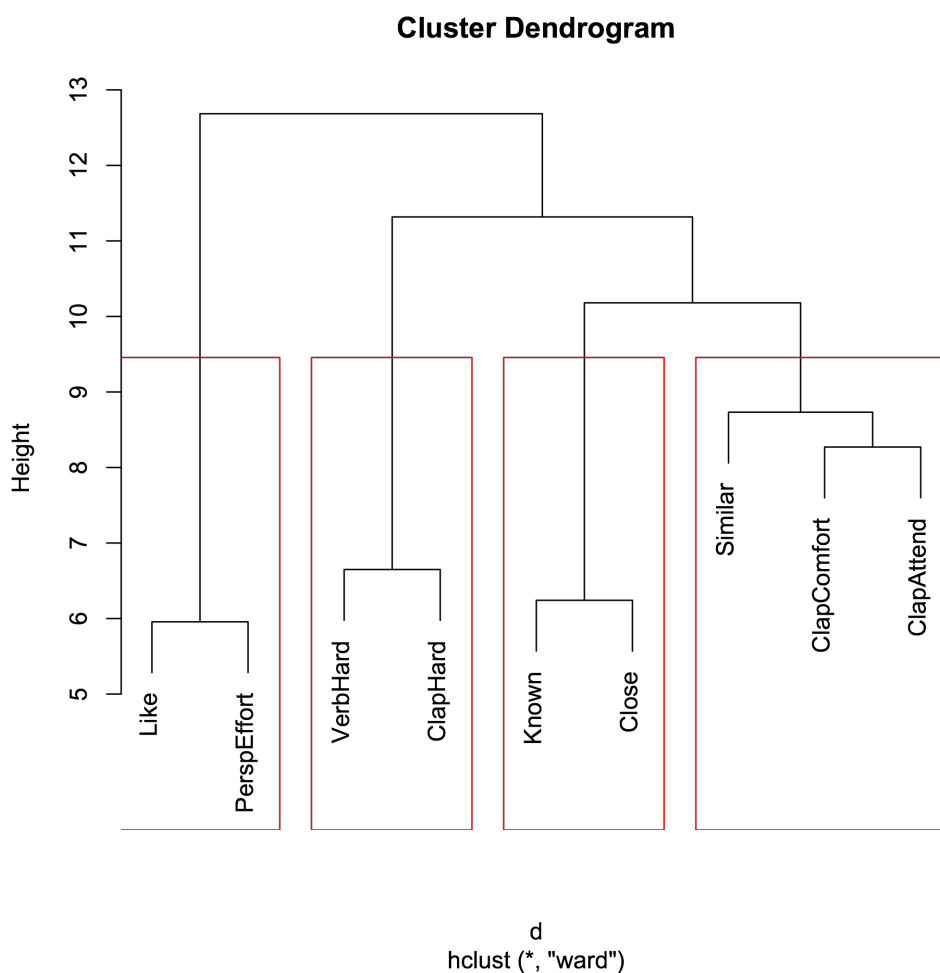 Cluster Dendrogram
Height
13
12
11
10
9
8
7
6
5
Like
PerspEffort
VerbHard
ClapHard
Known
Close
Similar
ClapComfort
ClapAttend
d
hclust (*, "ward")